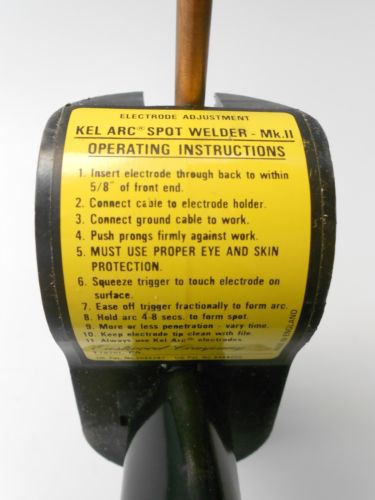 ELECTRODE ADJUSTMENT
KEL ARC® SPOT WELDER - Mk.II
OPERATING INSTRUCTIONS
1. Insert electrode through back to within
5/8" of front end.
2. Connect cable to electrode holder.
3. Connect ground cable to work.
4. Push prongs firmly against work.
5. MUST USE PROPER EYE AND SKIN
PROTECTION.
6. Squeeze trigger to touch electrode on
surface.
7. Ease off trigger fractionally to form arc.
8. Hold arc 4-8 secs. to form spot.
9. More or less penetration - vary time.
10. Keep electrode tip clean with file.
11. Always use Kel Arc® electrodes.
Eastwood Company
IN ENGLAND